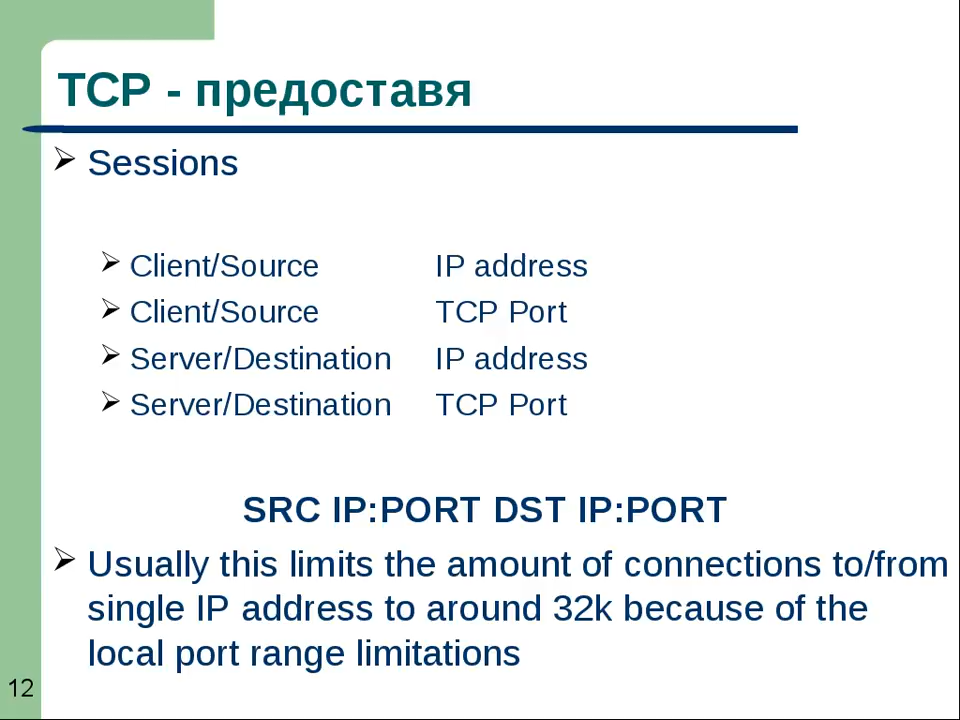 TCP - предоставя
Sessions
Client/Source IP address
Client/Source TCP Port
Server/Destination IP address
Server/Destination TCP Port
SRC IP:PORT DST IP:PORT
Usually this limits the amount of connections to/from
single IP address to around 32k because of the
local port range limitations
12